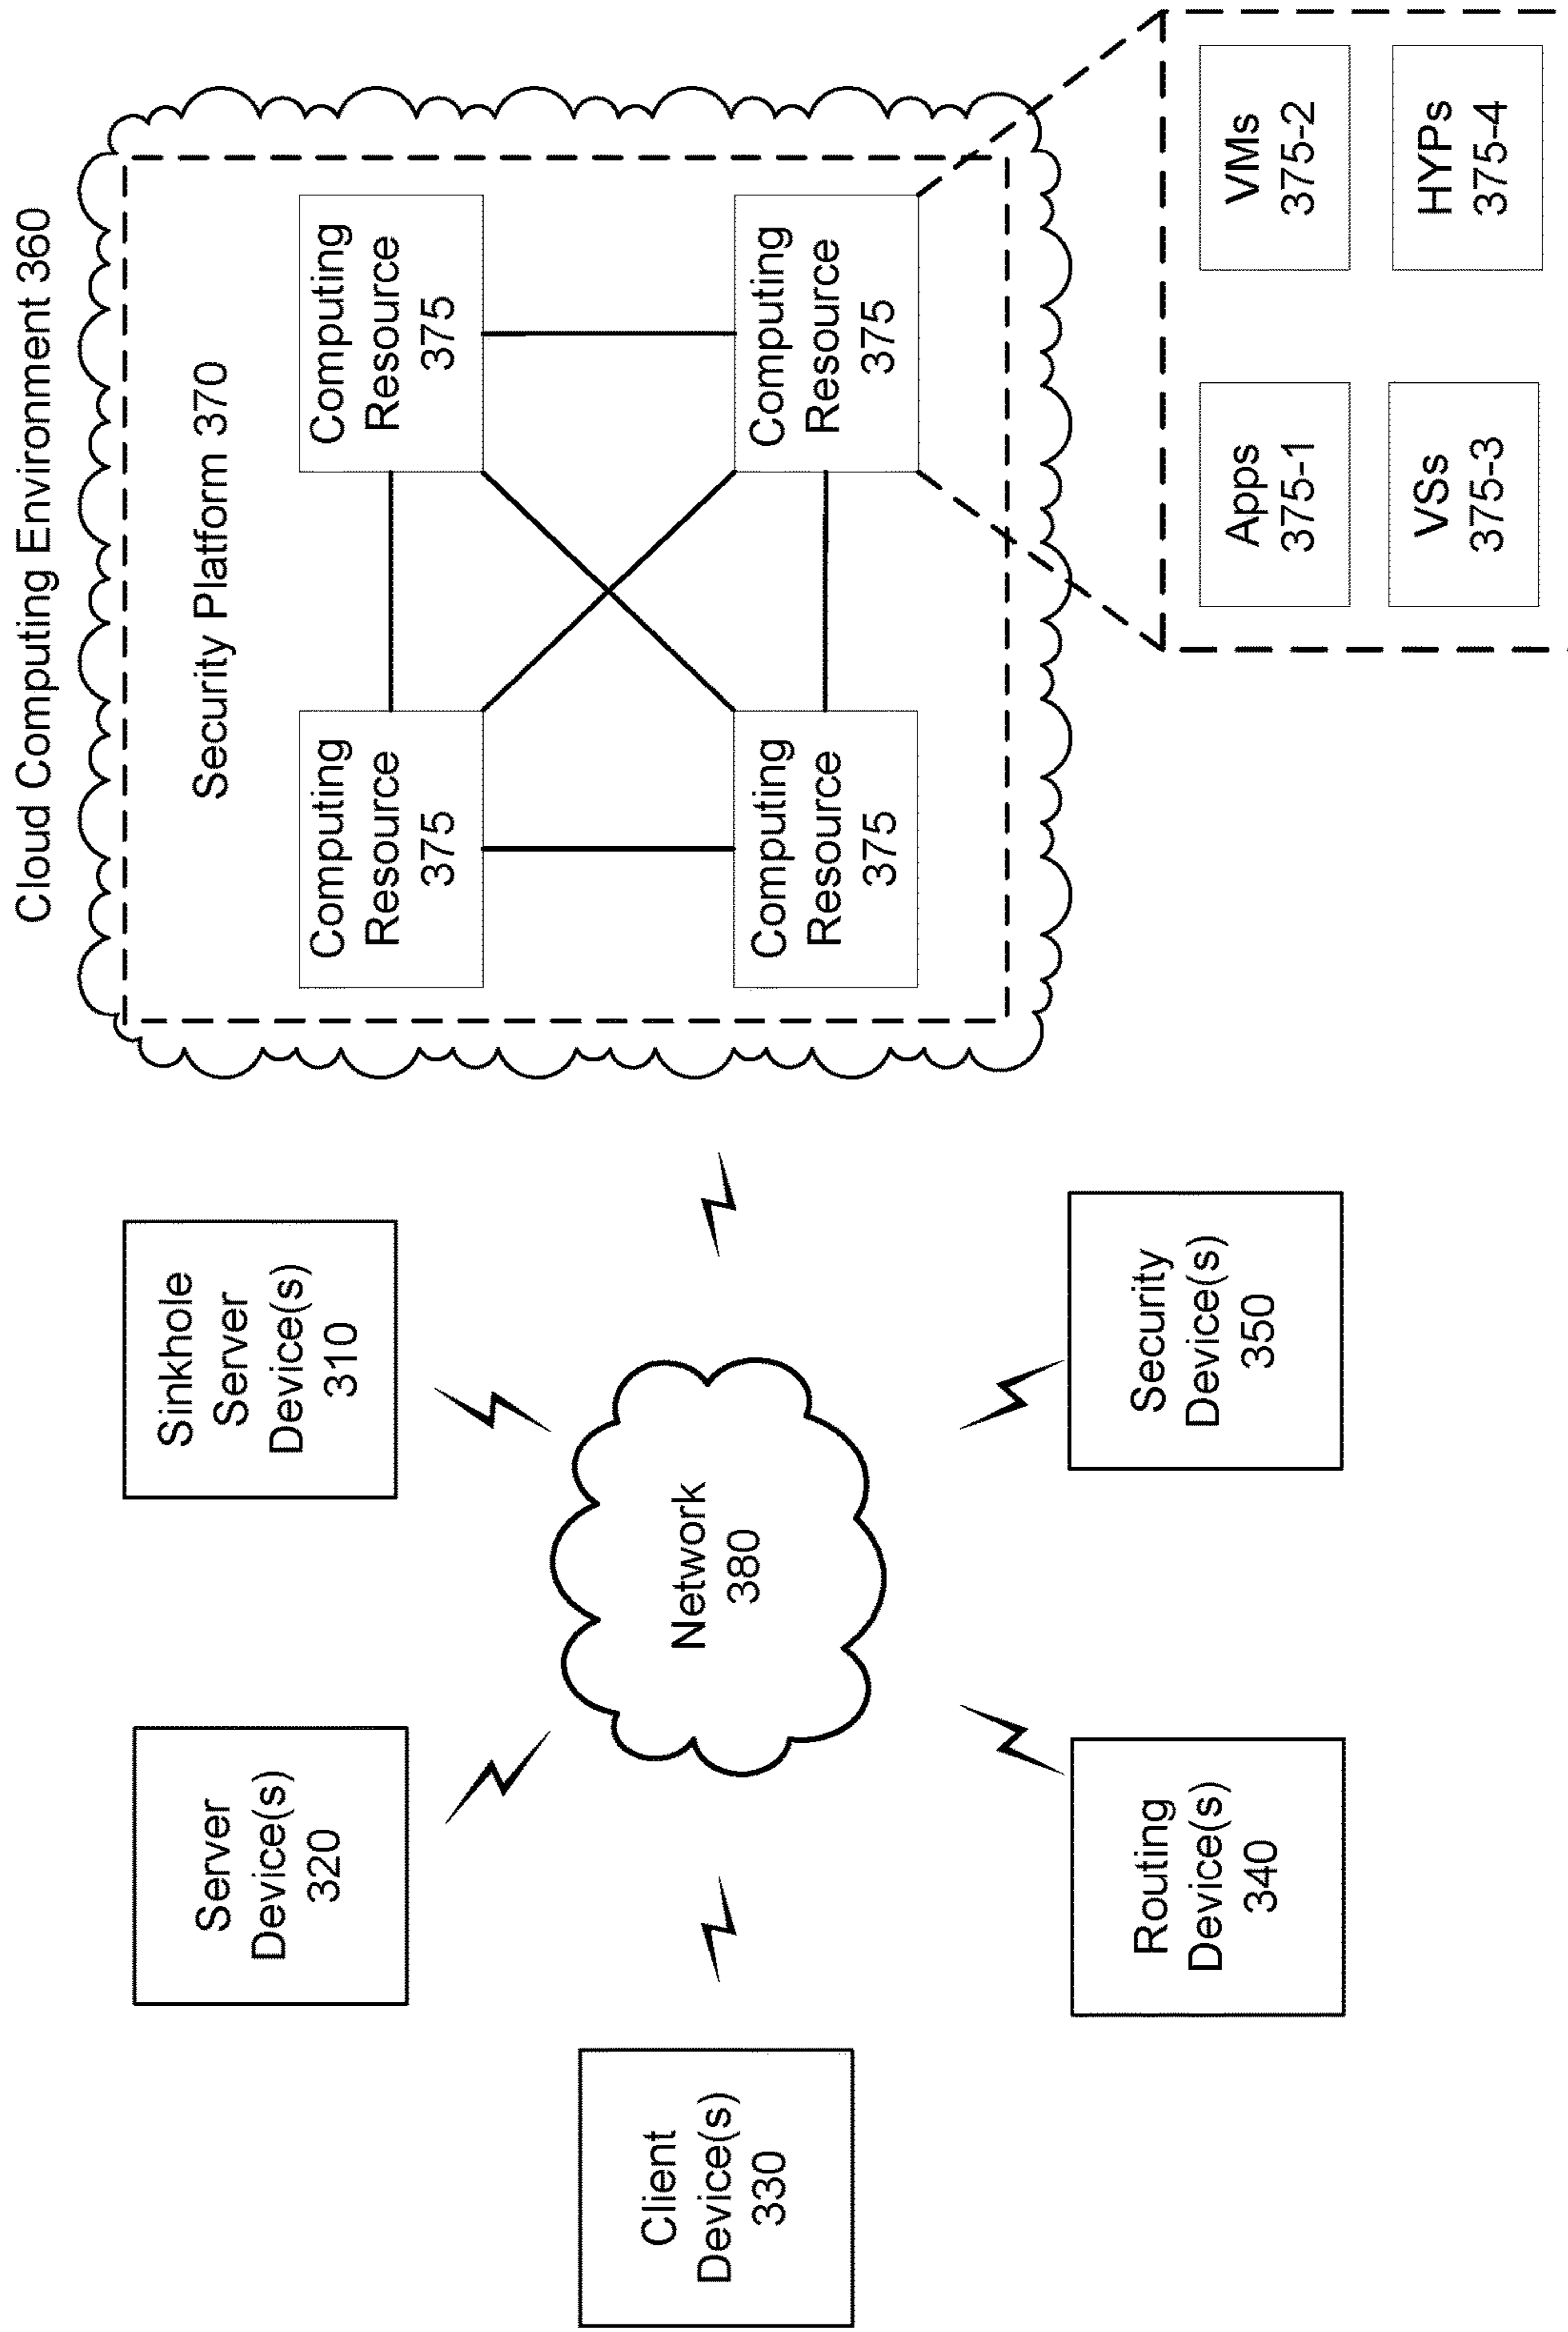 Cloud Computing Environment 360
Security Platform 370
Computing
Resource
375
Computing
Resource
375
Computing
Resource
375
Computing
Resource
375
Apps
375-1
VMs
375-2
VSs
375-3
HYPs
375-4
Server
Device(s)
320
Sinkhole
Server
Device(s)
310
Client
Device(s)
330
Network
380
Routing
Device(s)
340
Security
Device(s)
350